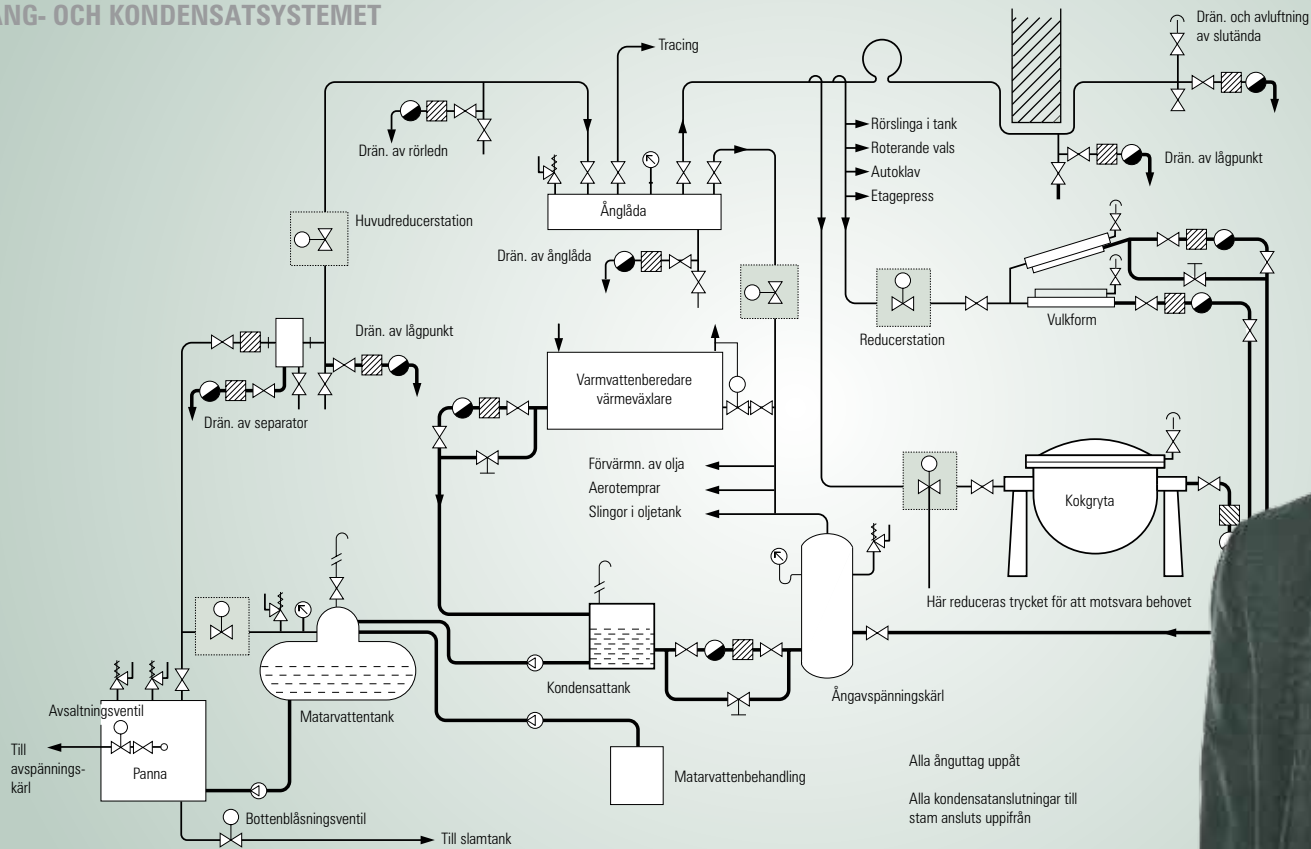 ÅNG- OCH KONDENSATSYSTEMET
Drän. och avluftning
av slutända
Tracing
Rörslinga i tank
Drän. av rörledn
Roterande vals
Drän. av lågpunkt
Autoklav
Etagepress
Ånglåda
Huvudreducerstation
Drän. av ånglåda
Vulkform
Drän. av lågpunkt
Reducerstation
Varmvattenberedare
värmeväxlare
Drän. av separator
Förvärmn. av olja
Aerotemprar
Slingor i oljetank
Kokgryta
Här reduceras trycket för att motsvara behovet
Kondensattank
Ångavspänningskärl
Avsaltningsventil
Matarvattentank
Till
avspännings-
kärl
Panna
Matarvattenbehandling
Alla ånguttag uppåt
Alla kondensatanslutningar till
stam ansluts uppifrån
Bottenblåsningsventil
Till slamtank